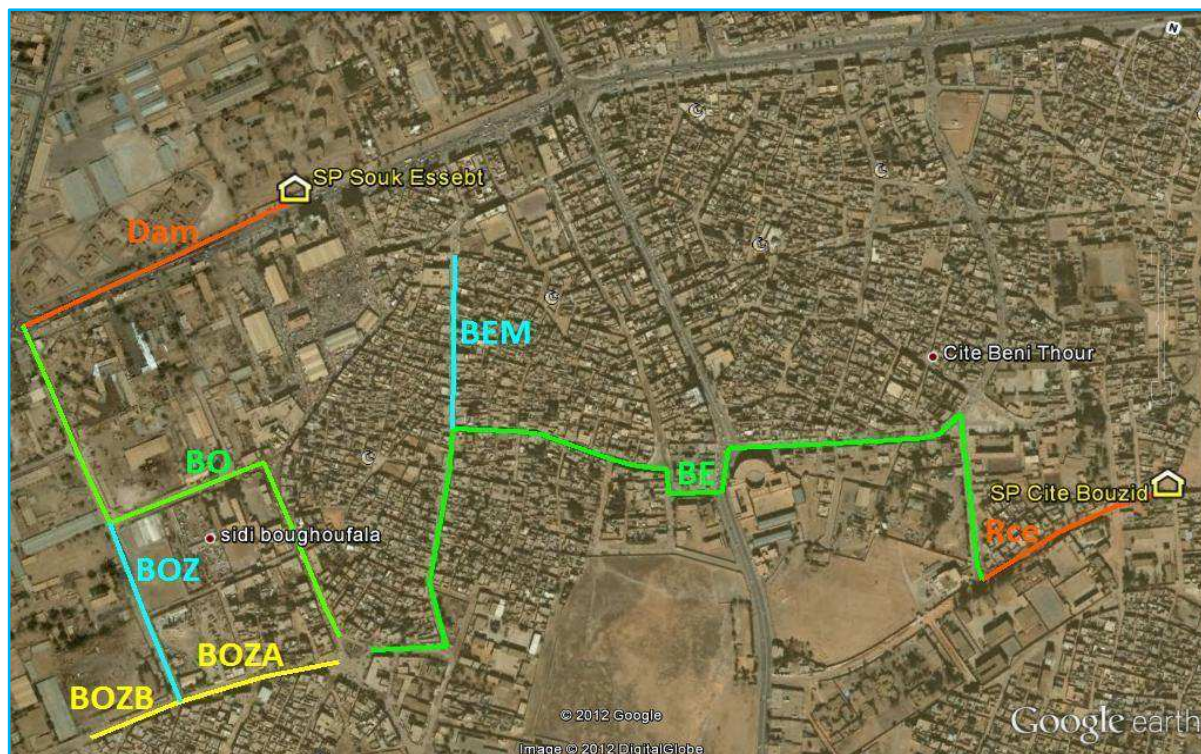 N
SP Souk Essebt
Dam
BEM
Cite Beni Thour
BO
BE
SP Cite Bouzid
sidi boughoufala
Rce
BOZ
BOZA
BOZB
© 2012 Google
Google earth
Image © 2012 DigitalGlobe